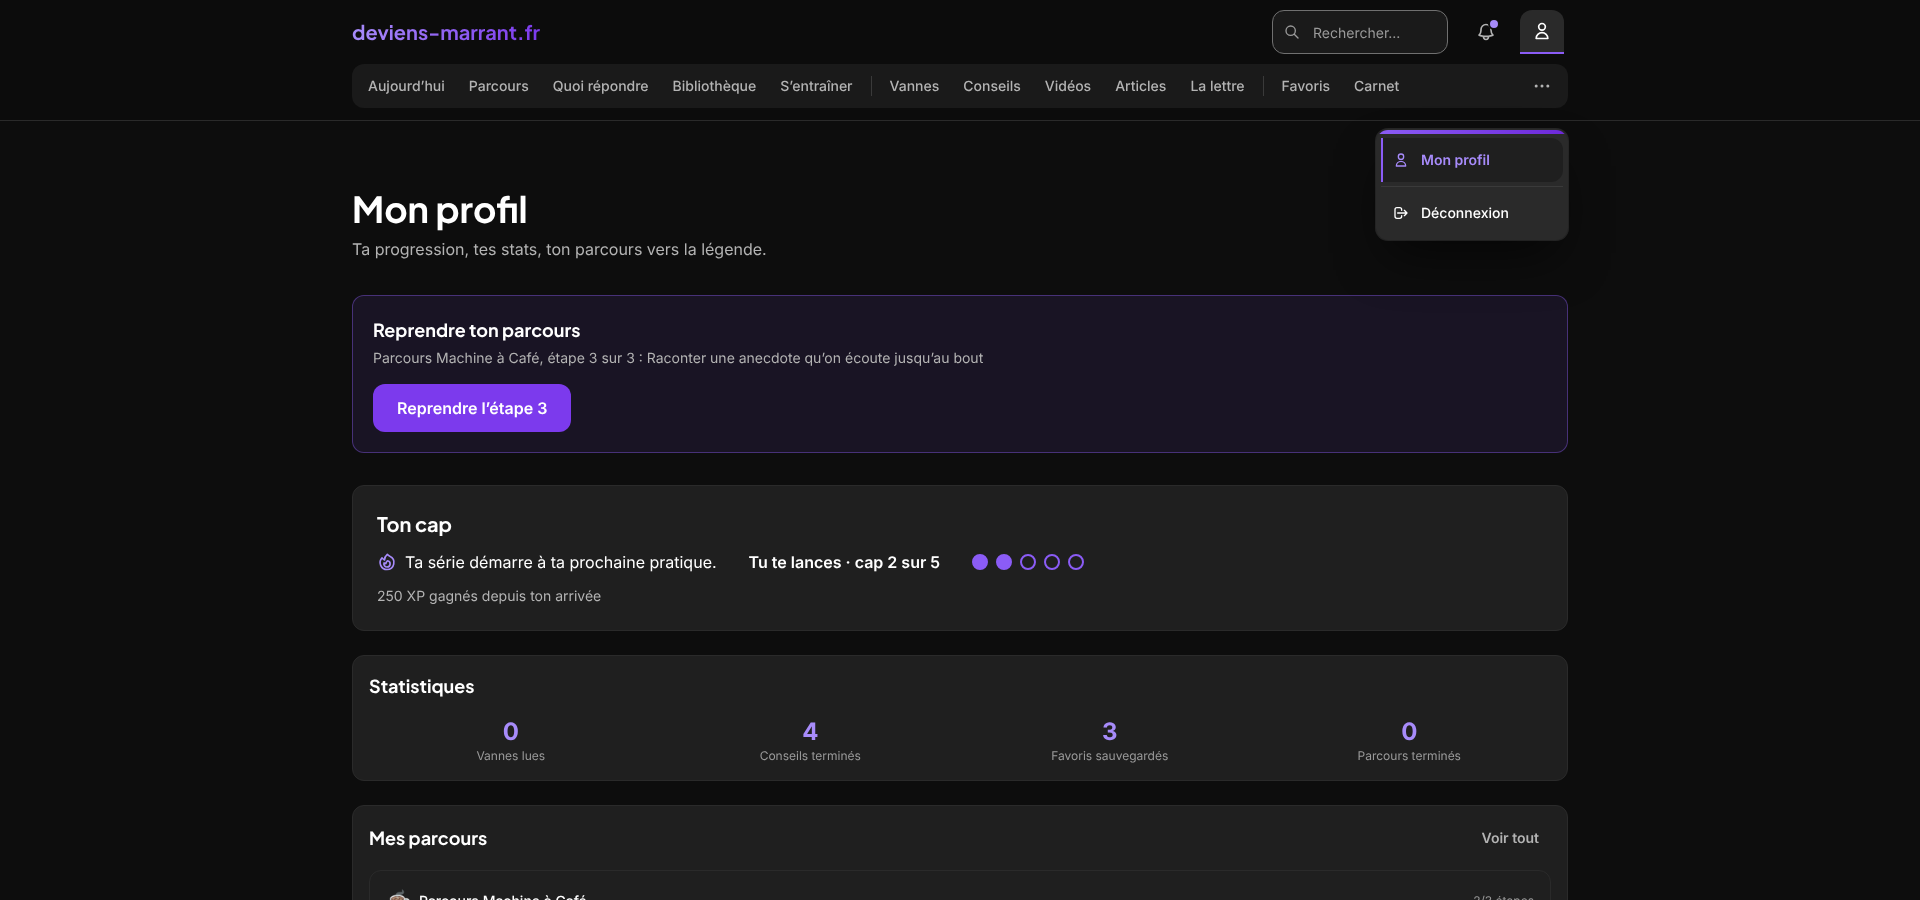 deviens-marrant.fr
Rechercher...
Aujourd’hui Parcours Quoi répondre Bibliothèque S’entraîner Vannes Conseils Vidéos Articles La lettre Favoris Carnet
Mon profil
Déconnexion
Mon profil
Ta progression, tes stats, ton parcours vers la légende.
Reprendre ton parcours
Parcours Machine à Café, étape 3 sur 3 : Raconter une anecdote qu’on écoute jusqu’au bout
Reprendre l’étape 3
Ton cap
Ta série démarre à ta prochaine pratique. Tu te lances · cap 2 sur 5
250 XP gagnés depuis ton arrivée
Statistiques
0 4 3 0
Vannes lues Conseils terminés Favoris sauvegardés Parcours terminés
Mes parcours Voir tout
Parcours Machine à Café